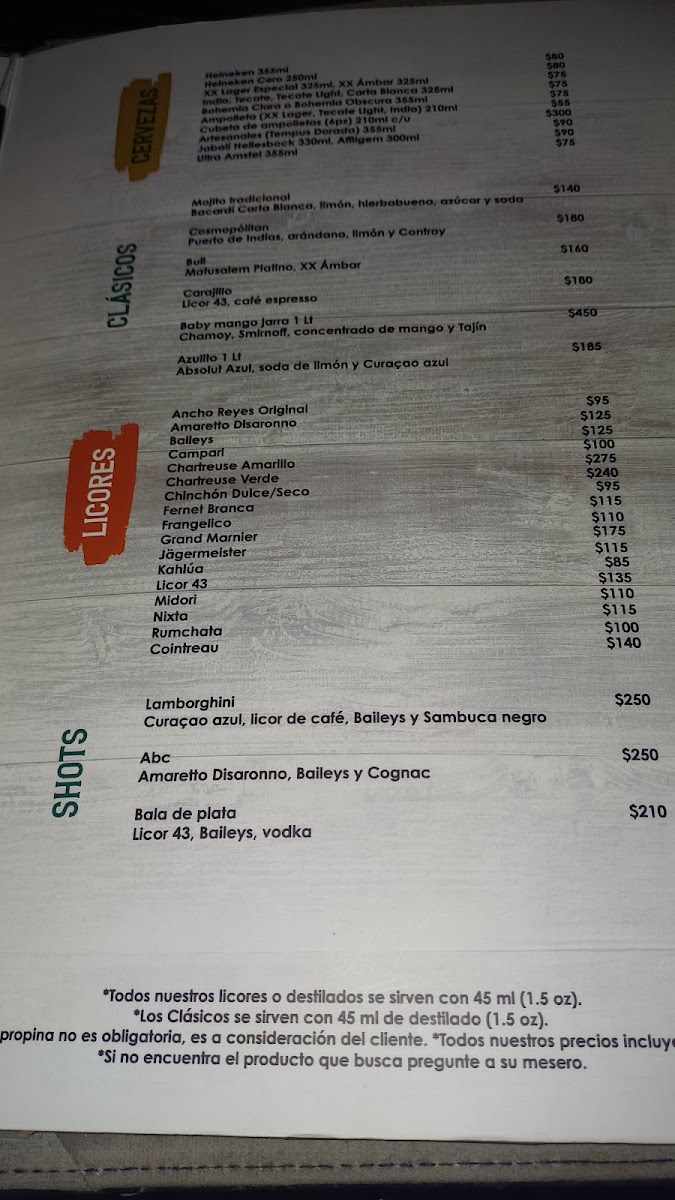 CERVEZAS
Heineken 355ml $80
Heineken Cero 250ml $80
XX Lager Especial 325ml, XX Ámbar 325ml $75
Indio, Tecate, Tecate Light, Carta Blanca 325ml $75
Bohemia Clara o Bohemia Obscura 355ml $75
Ampolleta (XX Lager, Tecate Light, Indio) 210ml $55
Cubeta de ampolletas (6pz) 210ml c/u $300
Artesanales (Tempus Dorada) 355ml $90
Jabalí Hellesbock 330ml, Affligem 300ml $90
Ultra Amstel 355ml $75
CLÁSICOS
Mojito tradicional $140
Bacardí Carta Blanca, limón, hierbabuena, azúcar y soda
Cosmopólitan $180
Puerto de Indias, arándano, limón y Controy
Bull $160
Matusalem Platino, XX Ámbar
Carajillo $180
Licor 43, café espresso
Baby mango Jarra 1 Lt $450
Chamoy, Smirnoff, concentrado de mango y Tajín
Azulito 1 Lt $185
Absolut Azul, soda de limón y Curaçao azul
LICORES
Ancho Reyes Original $95
Amaretto Disaronno $125
Baileys $125
Campari $100
Chartreuse Amarillo $275
Chartreuse Verde $240
Chinchón Dulce/Seco $95
Fernet Branca $115
Frangelico $110
Grand Marnier $175
Jägermeister $115
Kahlúa $85
Licor 43 $135
Midori $110
Nixta $115
Rumchata $100
Cointreau $140
SHOTS
Lamborghini $250
Curaçao azul, licor de café, Baileys y Sambuca negro
Abc $250
Amaretto Disaronno, Baileys y Cognac
Bala de plata $210
Licor 43, Baileys, vodka
*Todos nuestros licores o destilados se sirven con 45 ml (1.5 oz).
*Los Clásicos se sirven con 45 ml de destilado (1.5 oz).
propina no es obligatoria, es a consideración del cliente. *Todos nuestros precios incluye
*Si no encuentra el producto que busca pregunte a su mesero.